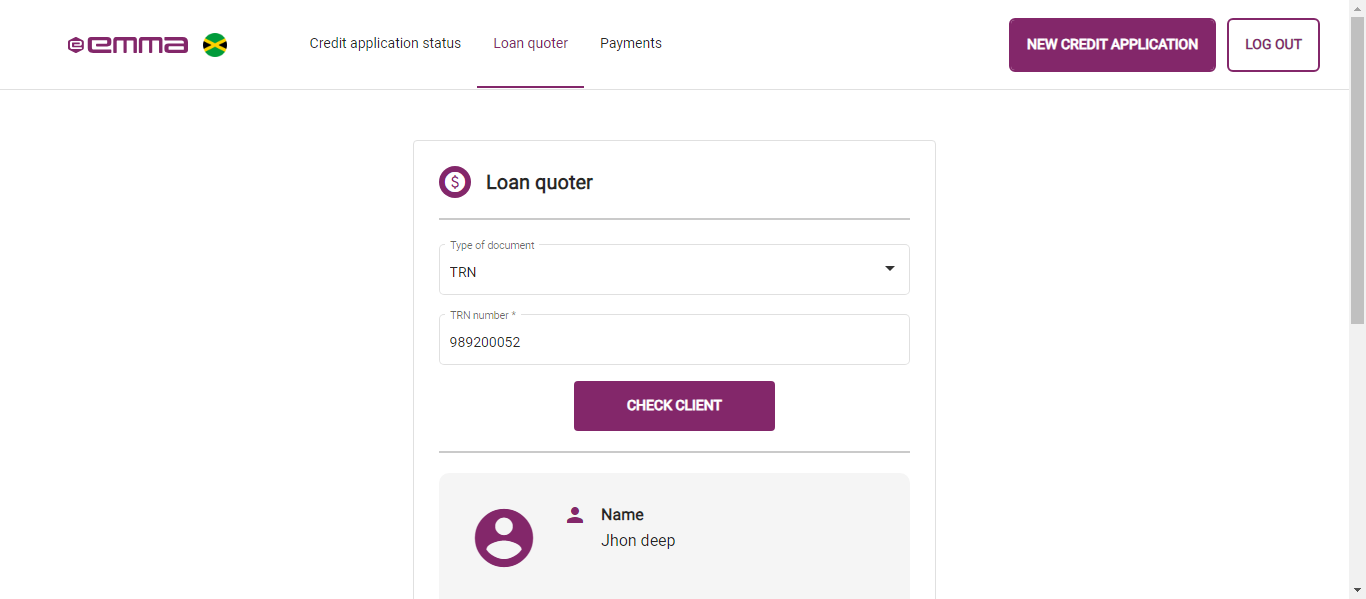 emma
Credit application status
Loan quoter
Payments
NEW CREDIT APPLICATION
LOG OUT
$ Loan quoter
Type of document
TRN
TRN number *
989200052
CHECK CLIENT
Name
Jhon deep